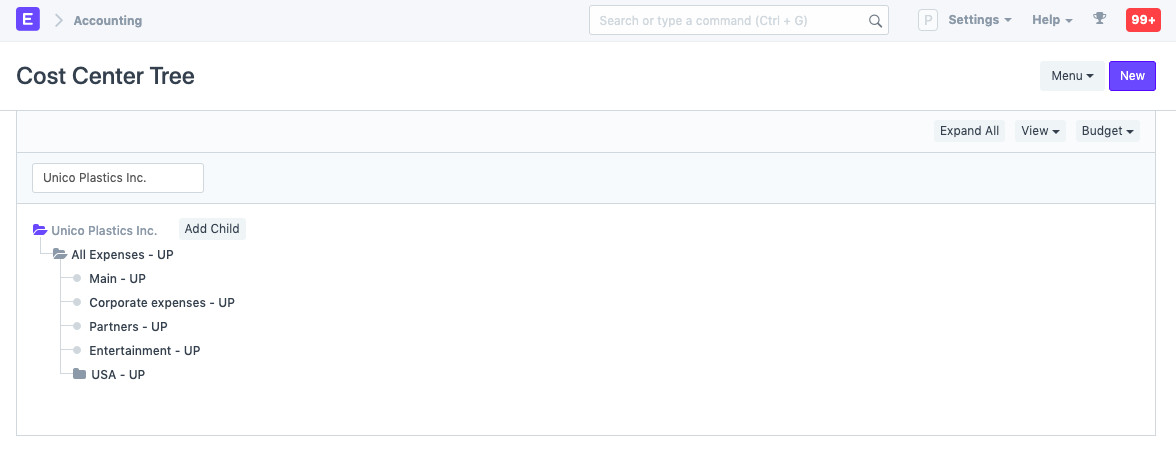 E Accounting Search or type a command (Ctrl + G) P Settings Help 99+
Cost Center Tree Menu New
Expand All View Budget
Unico Plastics Inc.
Unico Plastics Inc. Add Child
All Expenses - UP
Main - UP
Corporate expenses - UP
Partners - UP
Entertainment - UP
USA - UP